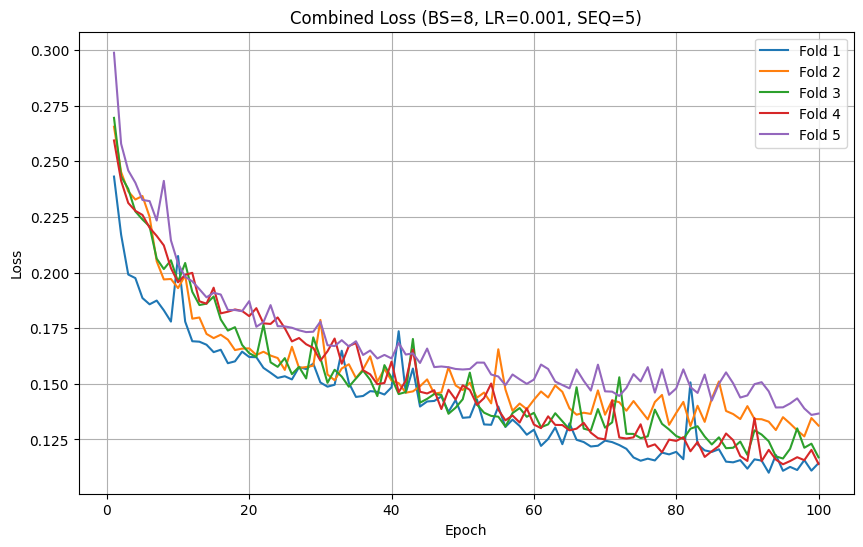 Combined Loss (BS=8, LR=0.001, SEQ=5)
0.300
0.275
0.250
0.225
0.200
0.175
0.150
0.125
Loss
0
20
40
60
80
100
Epoch
Fold 1
Fold 2
Fold 3
Fold 4
Fold 5